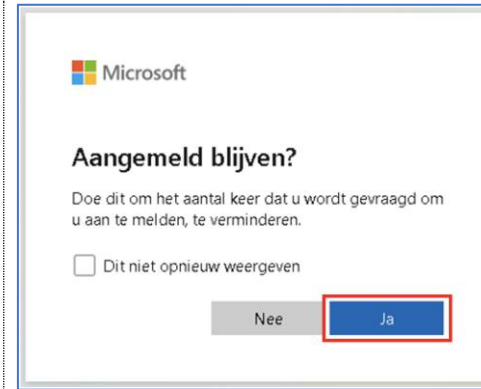 Microsoft
Aangemeld blijven?
Doe dit om het aantal keer dat u wordt gevraagd om
u aan te melden, te verminderen.
Dit niet opnieuw weergeven
Nee Ja